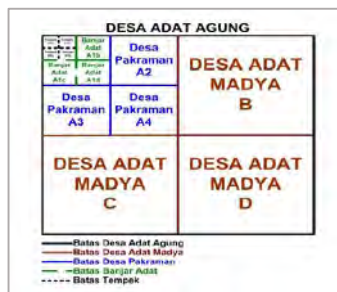 DESA ADAT AGUNG
Banjar
Adat
A1b
Banjar
Adat
A1c
Banjar
Adat
A1d
Desa
Pakraman
A2
Desa
Pakraman
A3
Desa
Pakraman
A4
DESA ADAT
MADYA
B
DESA ADAT
MADYA
C
DESA ADAT
MADYA
D
Batas Desa Adat Agung
Batas Desa Adat Madya
Batas Desa Pakraman
Batas Banjar Adat
Batas Tempek